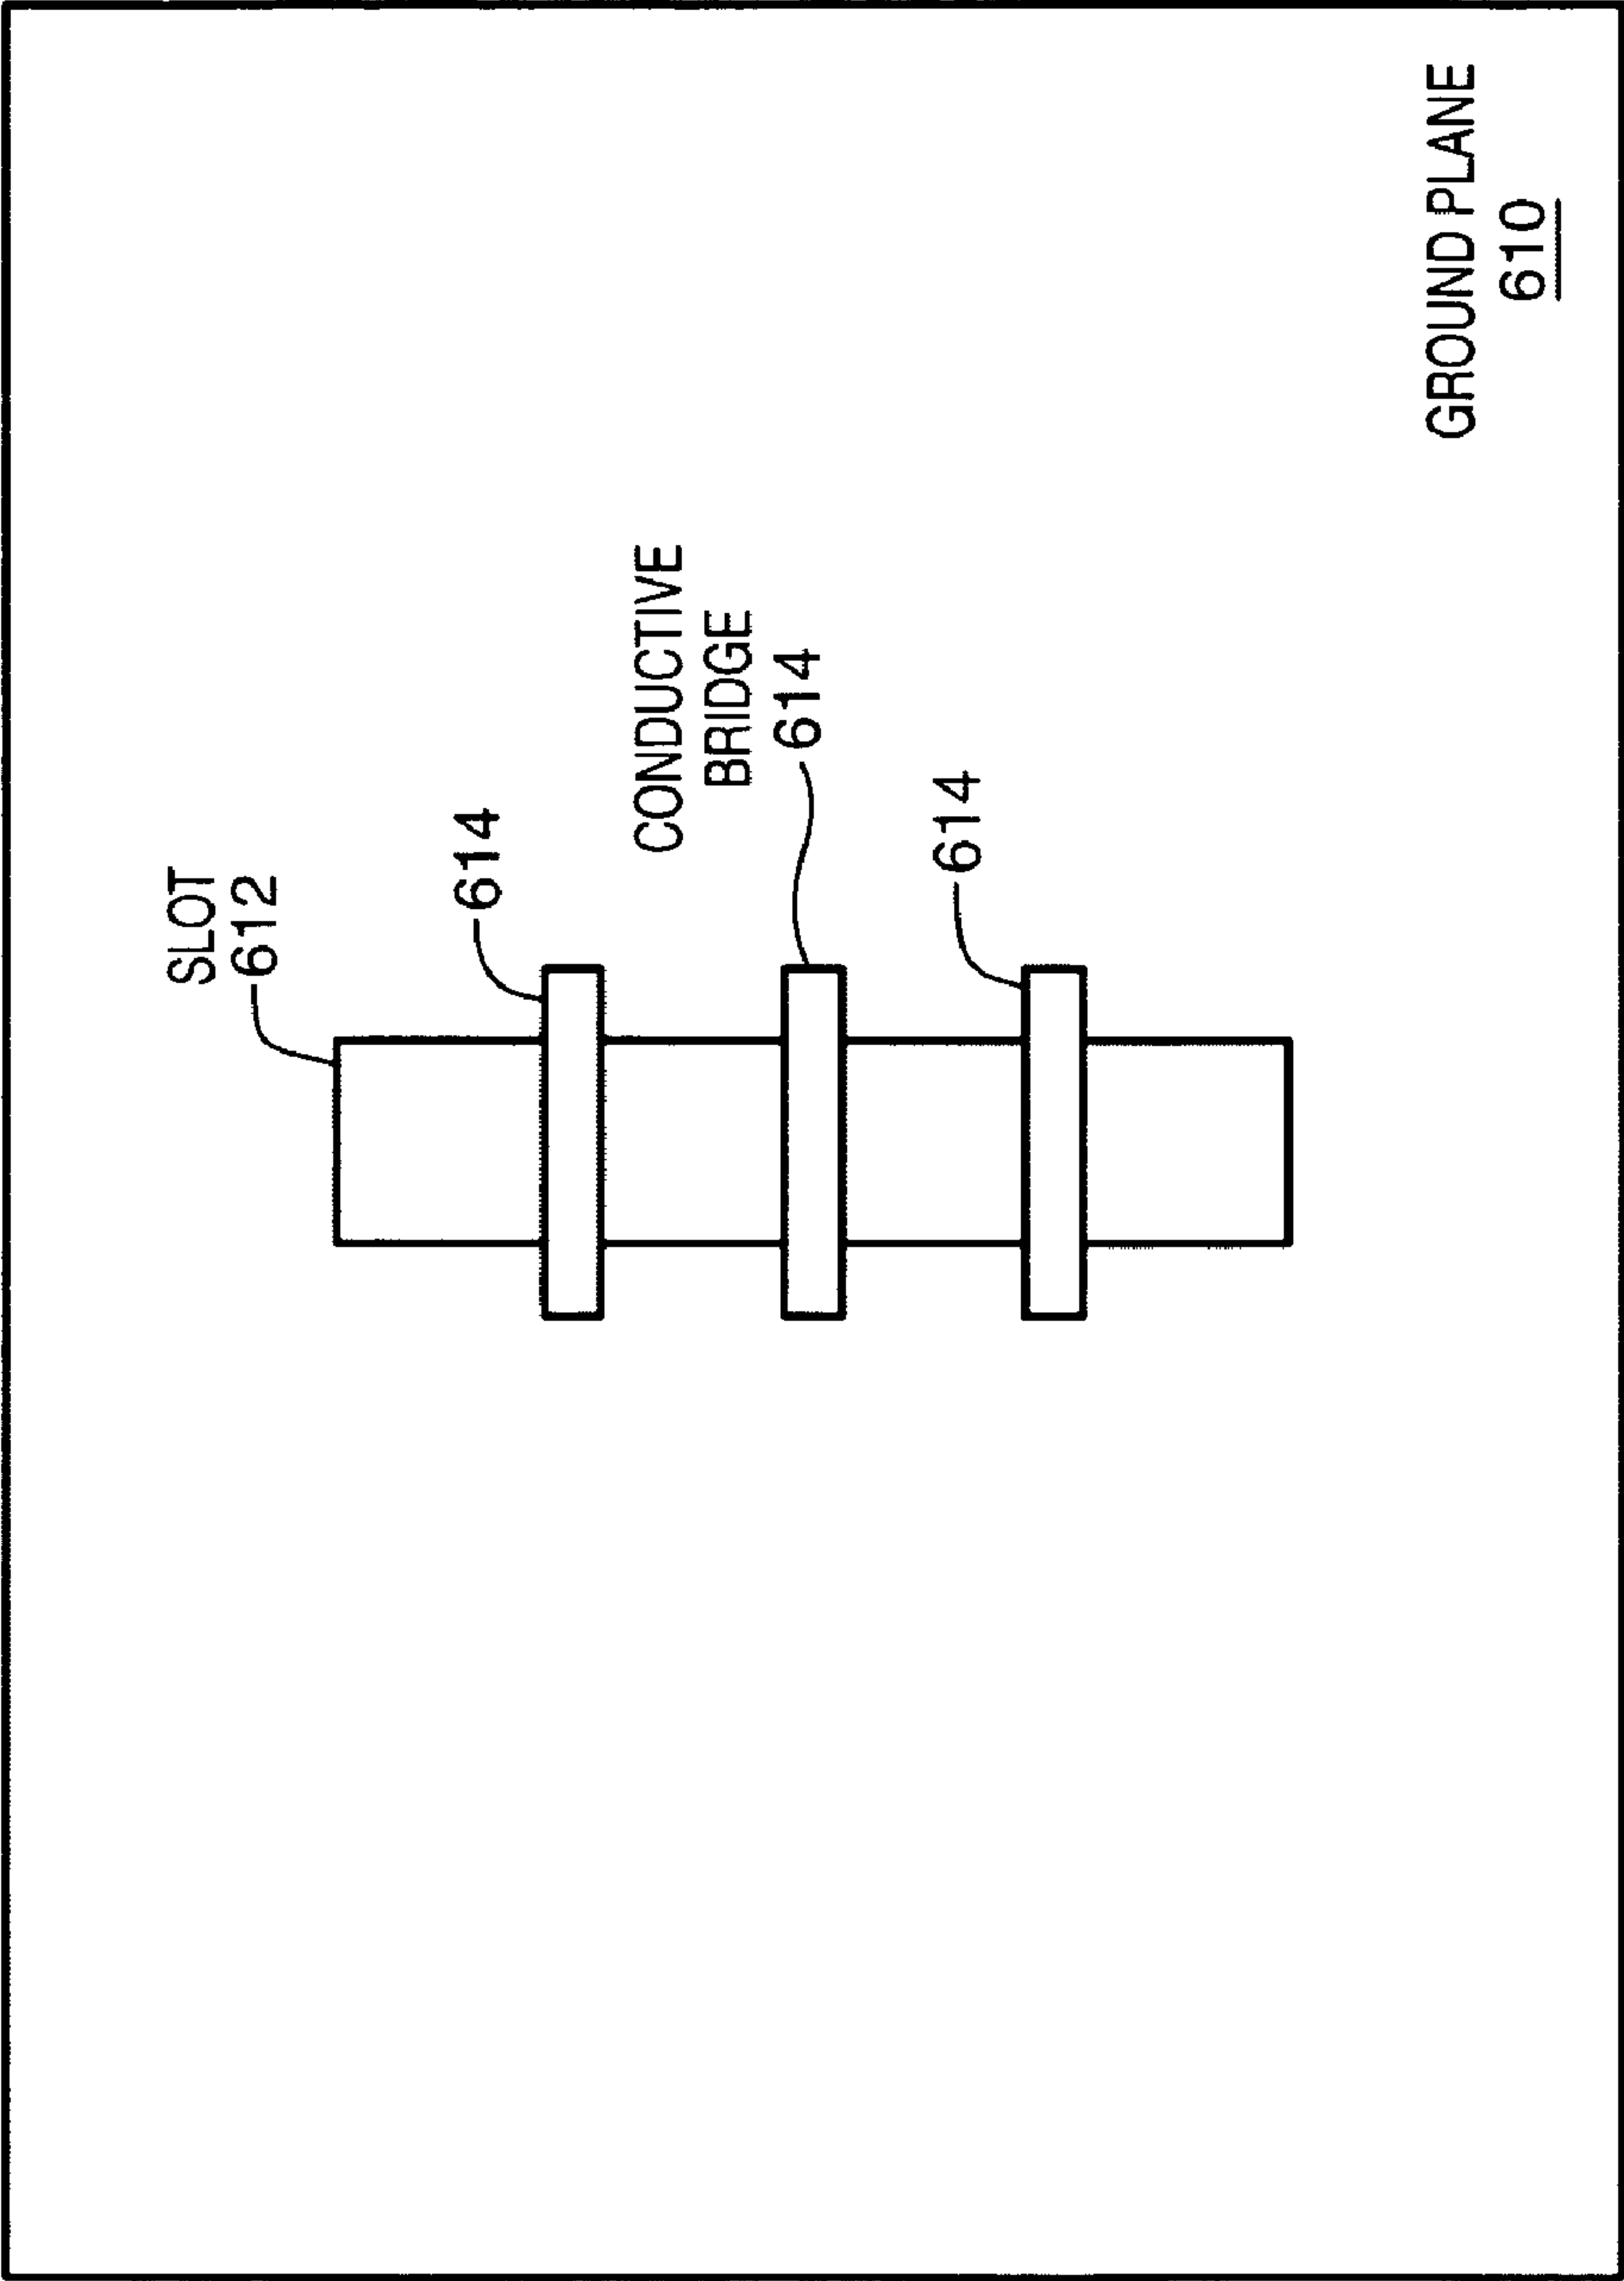 SLOT
612
614
CONDUCTIVE
BRIDGE
614
614
GROUND PLANE
610